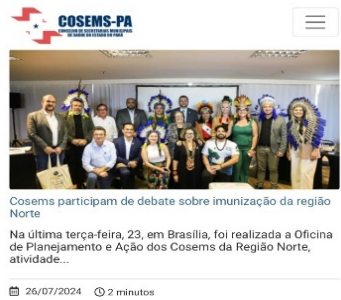 COSEMS-PA
CONSELHO DE SECRETARIAS MUNICIPAIS
DE SAÚDE DO ESTADO DO PARÁ
Cosems participam de debate sobre imunização da região
Norte
Na última terça-feira, 23, em Brasília, foi realizada a Oficina
de Planejamento e Ação dos Cosems da Região Norte,
atividade...
26/07/2024 2 minutos